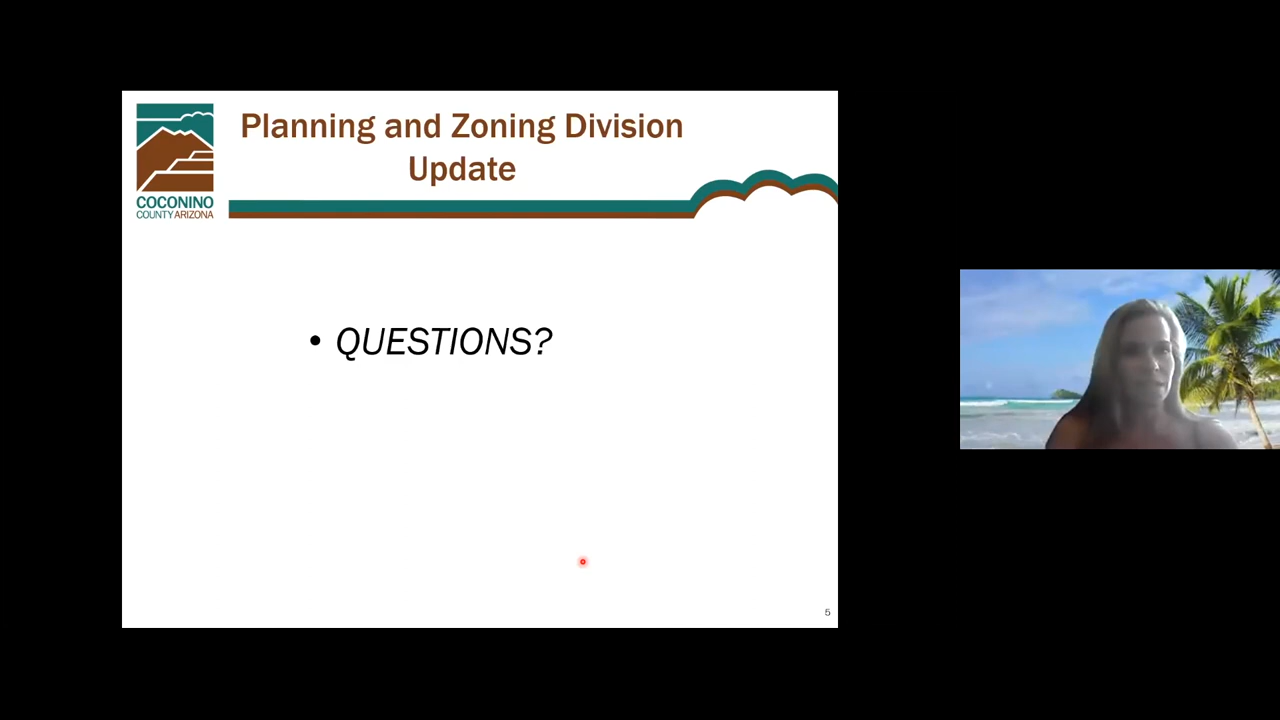 Planning and Zoning Division
Update
COCONINO
COUNTY ARIZONA
• QUESTIONS?
5